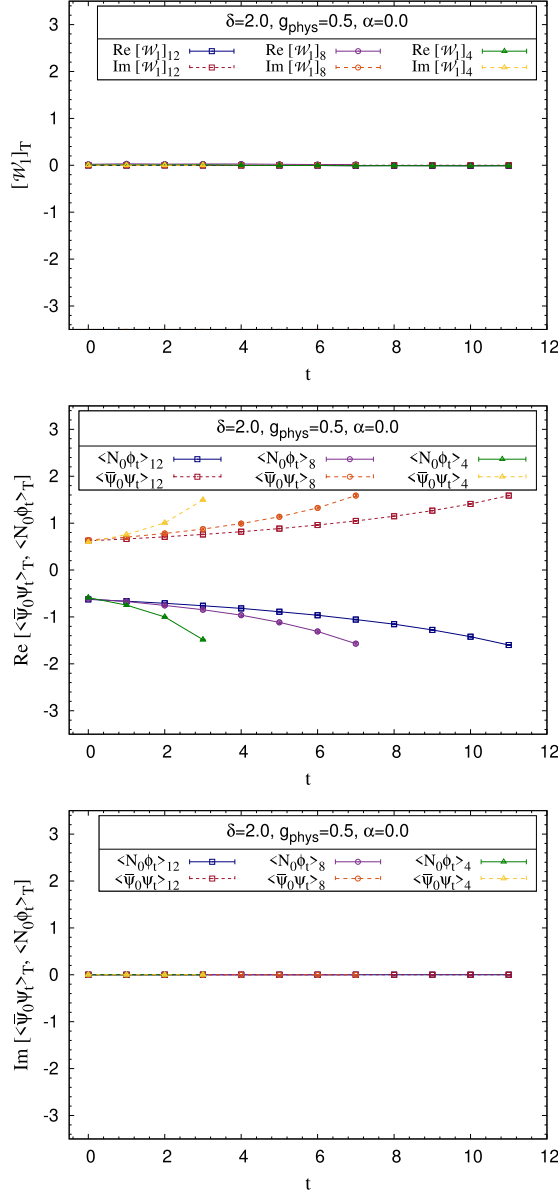 δ=2.0, g_phys=0.5, α=0.0
Re [𝒲₁]₁₂ Re [𝒲₁]₈ Re [𝒲₁]₄
Im [𝒲₁]₁₂ Im [𝒲₁]₈ Im [𝒲₁]₄
[𝒲₁]_T
3
2
1
0
-1
-2
-3
0 2 4 6 8 10 12
t
δ=2.0, g_phys=0.5, α=0.0
<N₀ϕ_t>₁₂ <N₀ϕ_t>₈ <N₀ϕ_t>₄
<ψ̅₀ψ_t>₁₂ <ψ̅₀ψ_t>₈ <ψ̅₀ψ_t>₄
Re [<ψ̅₀ψ_t>_T, <N₀ϕ_t>_T]
3
2
1
0
-1
-2
-3
0 2 4 6 8 10 12
t
δ=2.0, g_phys=0.5, α=0.0
<N₀ϕ_t>₁₂ <N₀ϕ_t>₈ <N₀ϕ_t>₄
<ψ̅₀ψ_t>₁₂ <ψ̅₀ψ_t>₈ <ψ̅₀ψ_t>₄
Im [<ψ̅₀ψ_t>_T, <N₀ϕ_t>_T]
3
2
1
0
-1
-2
-3
0 2 4 6 8 10 12
t